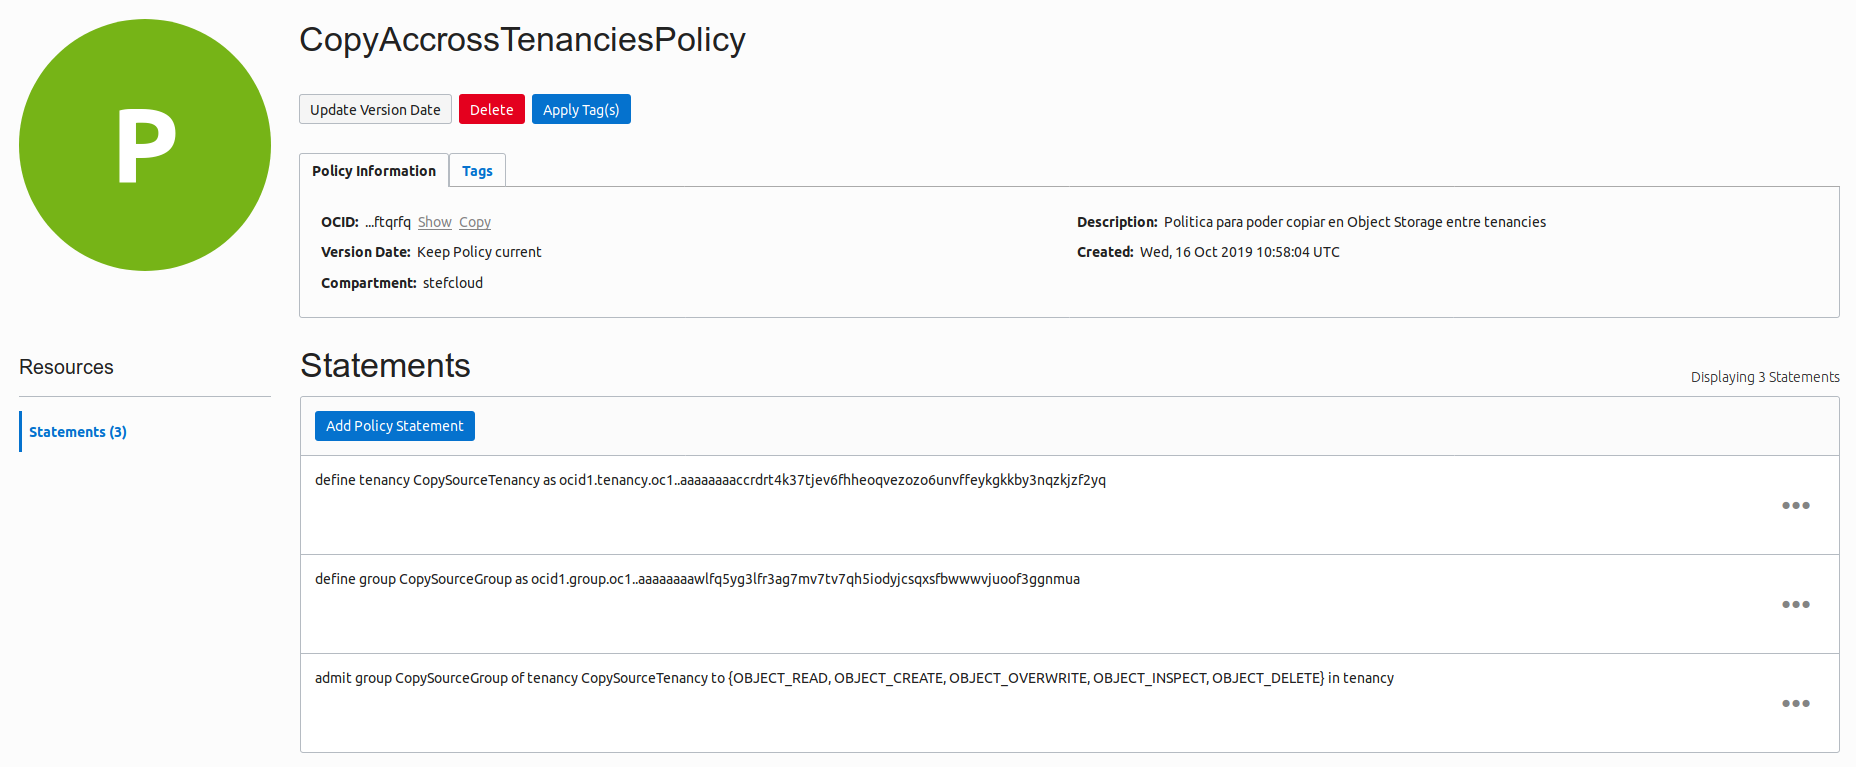 P
CopyAccrossTenanciesPolicy
Update Version Date Delete Apply Tag(s)
Policy Information Tags
OCID: ...ftqrfq Show Copy
Version Date: Keep Policy current
Compartment: stefcloud
Description: Politica para poder copiar en Object Storage entre tenancies
Created: Wed, 16 Oct 2019 10:58:04 UTC
Resources
Statements (3)
Statements
Displaying 3 Statements
Add Policy Statement
define tenancy CopySourceTenancy as ocid1.tenancy.oc1..aaaaaaaaccrdrt4k37tjev6fhheoqvezozo6unvffeykgkkby3nqzkjzf2yq
define group CopySourceGroup as ocid1.group.oc1..aaaaaaaawlfq5yg3lfr3ag7mv7tv7qh5iodyjcsqxsfbwwwvjuoof3ggnmua
admit group CopySourceGroup of tenancy CopySourceTenancy to {OBJECT_READ, OBJECT_CREATE, OBJECT_OVERWRITE, OBJECT_INSPECT, OBJECT_DELETE} in tenancy